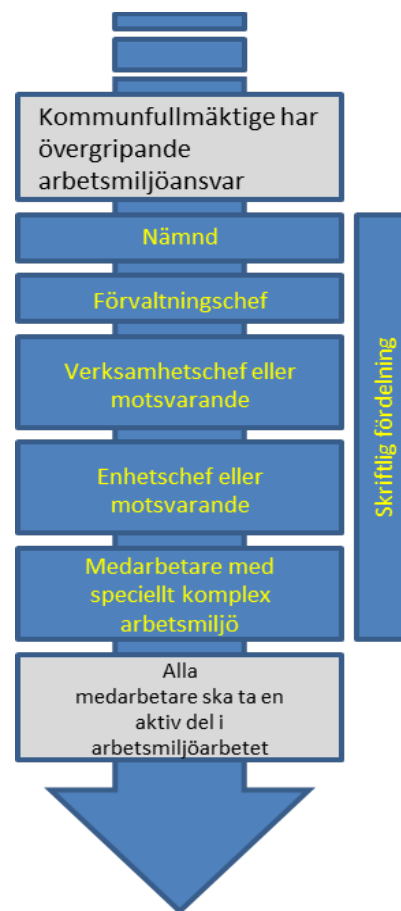 Kommunfullmäktige har
övergripande
arbetsmiljöansvar
Nämnd
Förvaltningschef
Verksamhetschef eller
motsvarande
Enhetschef eller
motsvarande
Medarbetare med
speciellt komplex
arbetsmiljö
Skriftlig fördelning
Alla
medarbetare ska ta en
aktiv del i
arbetsmiljöarbetet